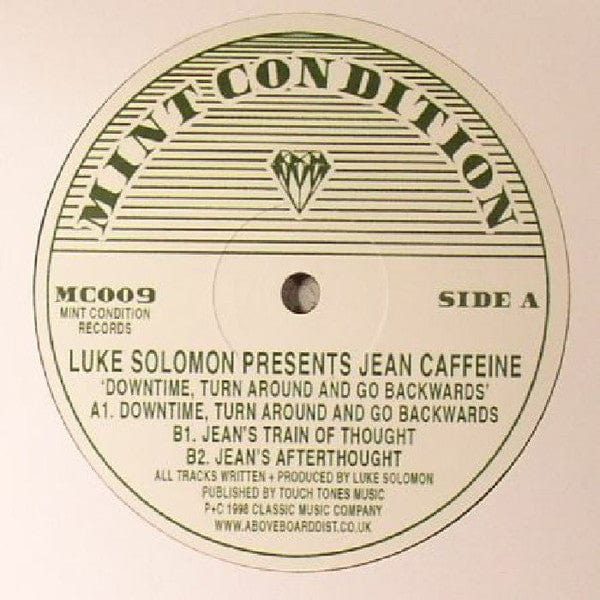 MINT CONDITION
MC009
MINT CONDITION
RECORDS
SIDE A
LUKE SOLOMON PRESENTS JEAN CAFFEINE
'DOWNTIME, TURN AROUND AND GO BACKWARDS'
A1. DOWNTIME, TURN AROUND AND GO BACKWARDS
B1. JEAN'S TRAIN OF THOUGHT
B2. JEAN'S AFTERTHOUGHT
ALL TRACKS WRITTEN + PRODUCED BY LUKE SOLOMON
PUBLISHED BY TOUCH TONES MUSIC
P+C 1998 CLASSIC MUSIC COMPANY
WWW.ABOVEBOARDDIST.CO.UK